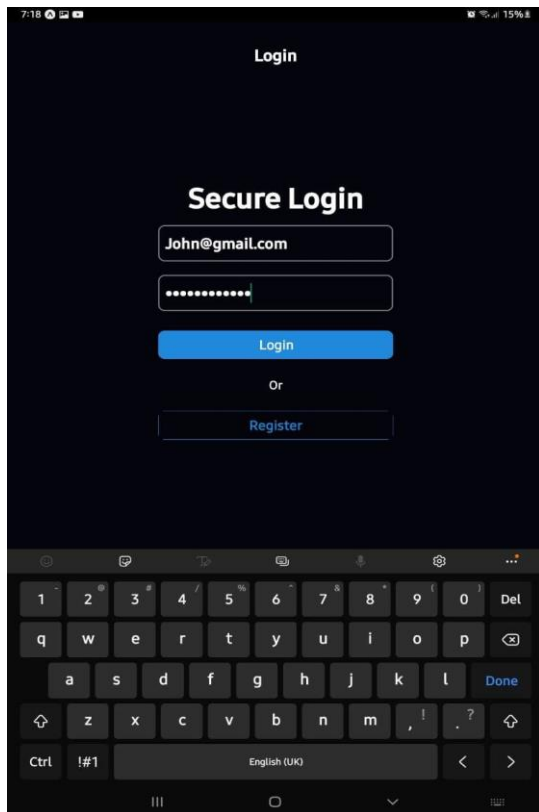 7:18 15%
Login
Secure Login
John@gmail.com
••••••••••••
Login
Or
Register
1 2 3 4 5 6 7 8 9 0 Del
q w e r t y u i o p
a s d f g h j k l Done
z x c v b n m , ! . ?
Ctrl !#1 English (UK) < >